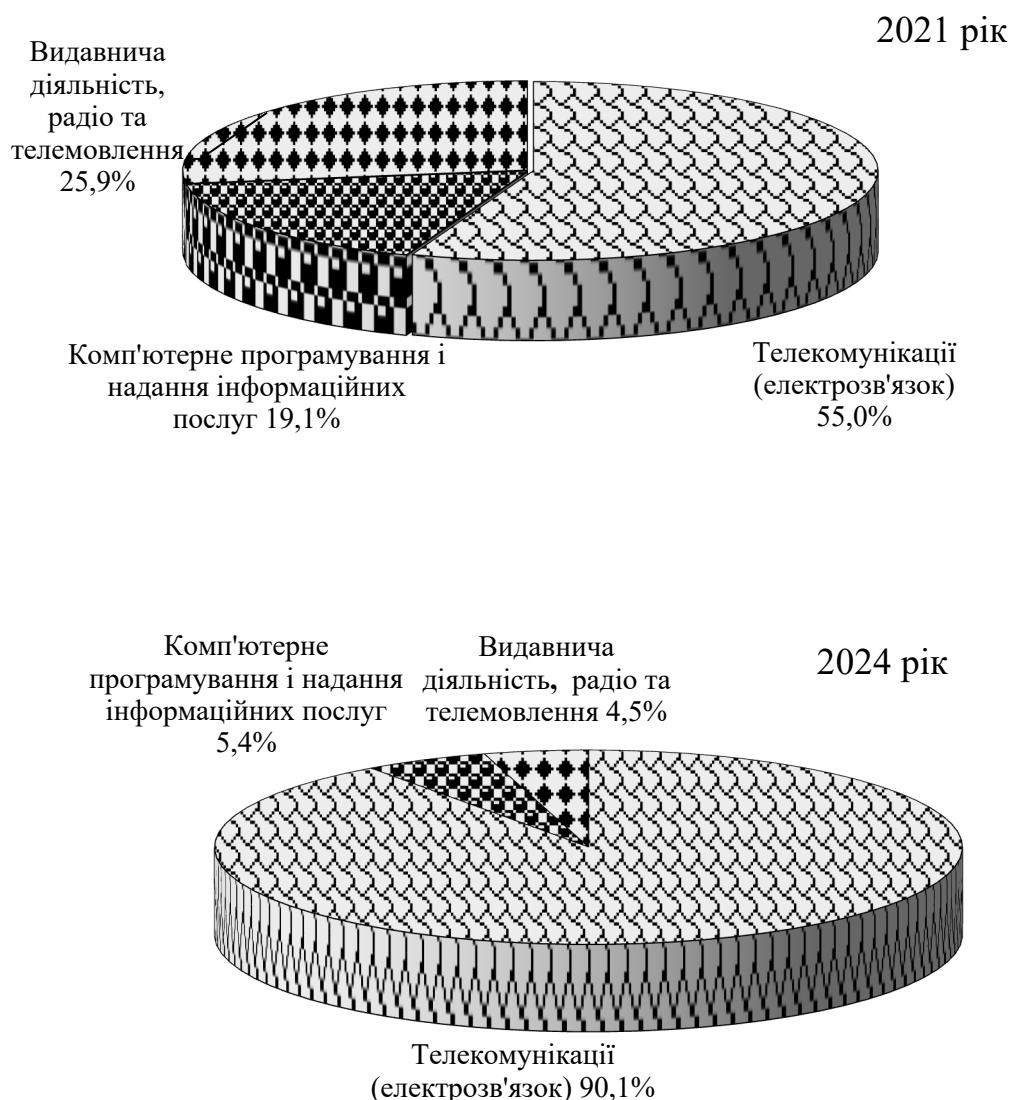 2021 рік
Видавнича
діяльність,
радіо та
телемовлення
25,9%
Комп'ютерне програмування і
надання інформаційних
послуг 19,1%
Телекомунікації
(електрозв'язок)
55,0%
2024 рік
Комп'ютерне
програмування і надання
інформаційних послуг
5,4%
Видавнича
діяльність, радіо та
телемовлення 4,5%
Телекомунікації
(електрозв'язок) 90,1%